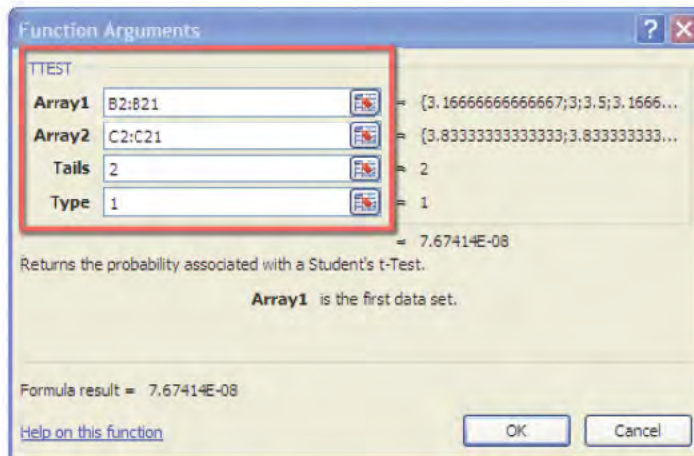 Function Arguments
TTEST
Array1 B2:B21 = {3.16666666666667;3;3.5;3.1666...
Array2 C2:C21 = {3.83333333333333;3.833333333...
Tails 2 = 2
Type 1 = 1
= 7.67414E-08
Returns the probability associated with a Student's t-Test.
Array1 is the first data set.
Formula result = 7.67414E-08
Help on this function OK Cancel